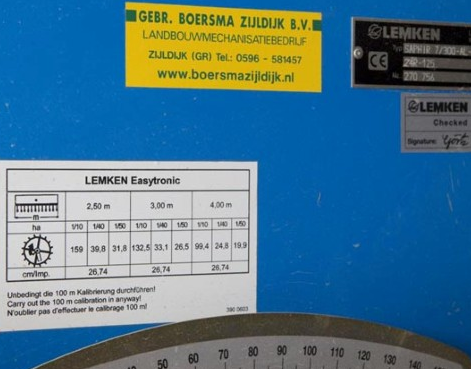 GEBR. BOERSMA ZIJLDIJK B.V.
LANDBOUWMECHANISATIEBEDRIJF
ZIJLDIJK (GR) Tel.: 0596 - 581457
www.boersmazijldijk.nl
LEMKEN
Typ SAPHIR 7/300-
CE
24R-125
Nr. 270 756
LEMKEN
Checked
Signature:
LEMKEN Easytronic
m 2,50 m 3,00 m 4,00 m
ha 1/10 1/40 1/50 1/10 1/40 1/50 1/10 1/40 1/50
159 39,8 31,8 132,5 33,1 26,5 99,4 24,8 19,9
cm/Imp. 26,74 26,74 26,74
Unbedingt die 100 m Kalibrierung durchführen!
Carry out the 100 m calibration in anyway!
N'oublier pas d'effectuer le calibrage 100 m!
390 0603
50 60 70 80 90 100 110 120 130 140